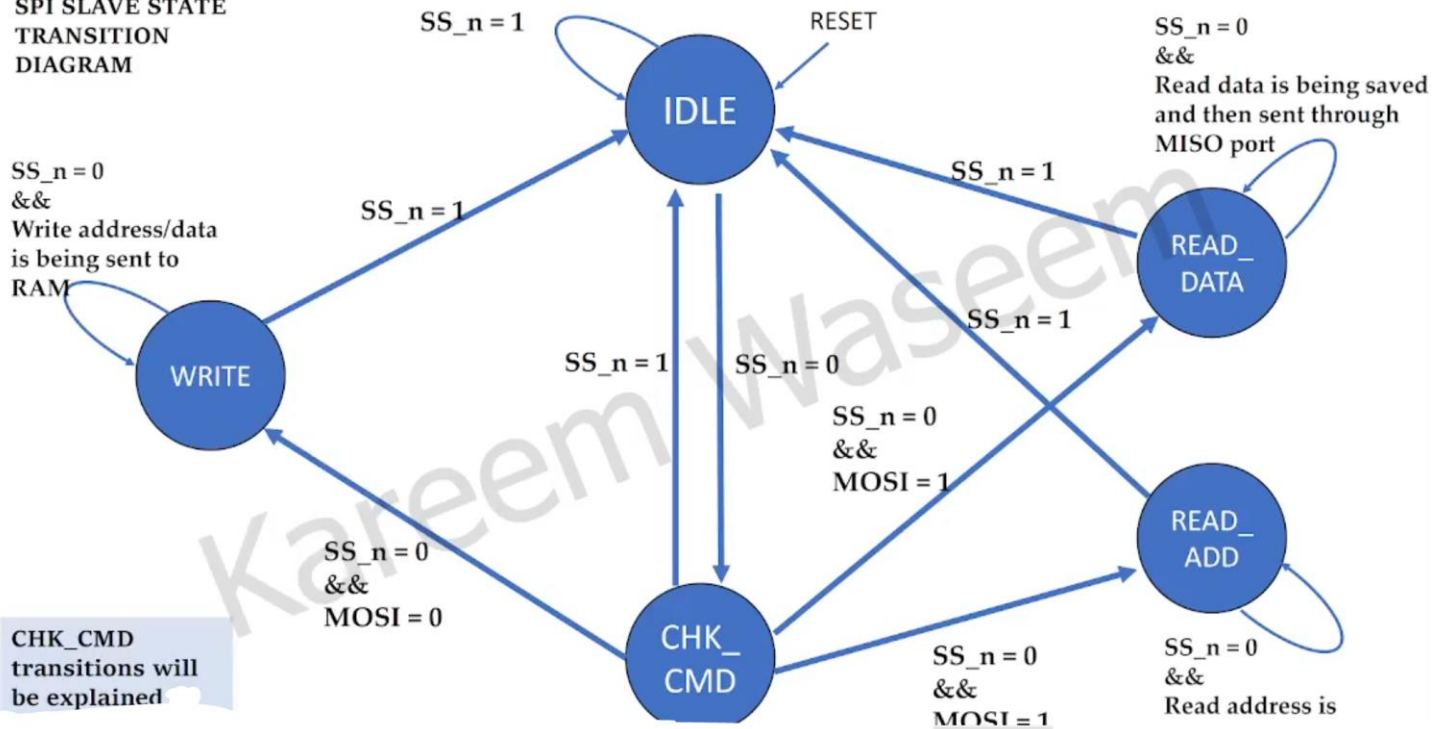 SPI SLAVE STATE
TRANSITION
DIAGRAM
SS_n = 1
IDLE
RESET
SS_n = 0
&&
Read data is being saved
and then sent through
MISO port
SS_n = 0
&&
Write address/data
is being sent to
RAM
SS_n = 1
SS_n = 1
READ_
DATA
WRITE
SS_n = 1
SS_n = 0
SS_n = 1
SS_n = 0
&&
MOSI = 1
READ_
ADD
SS_n = 0
&&
MOSI = 0
CHK_
CMD
SS_n = 0
&&
MOSI = 1
SS_n = 0
&&
Read address is
CHK_CMD
transitions will
be explained
Kareem Waseem